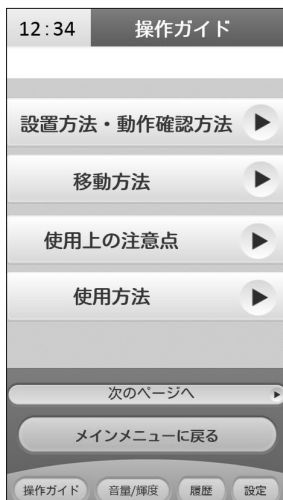 12:34 操作ガイド
設置方法・動作確認方法
移動方法
使用上の注意点
使用方法
次のページへ
メインメニューに戻る
操作ガイド 音量/輝度 履歴 設定